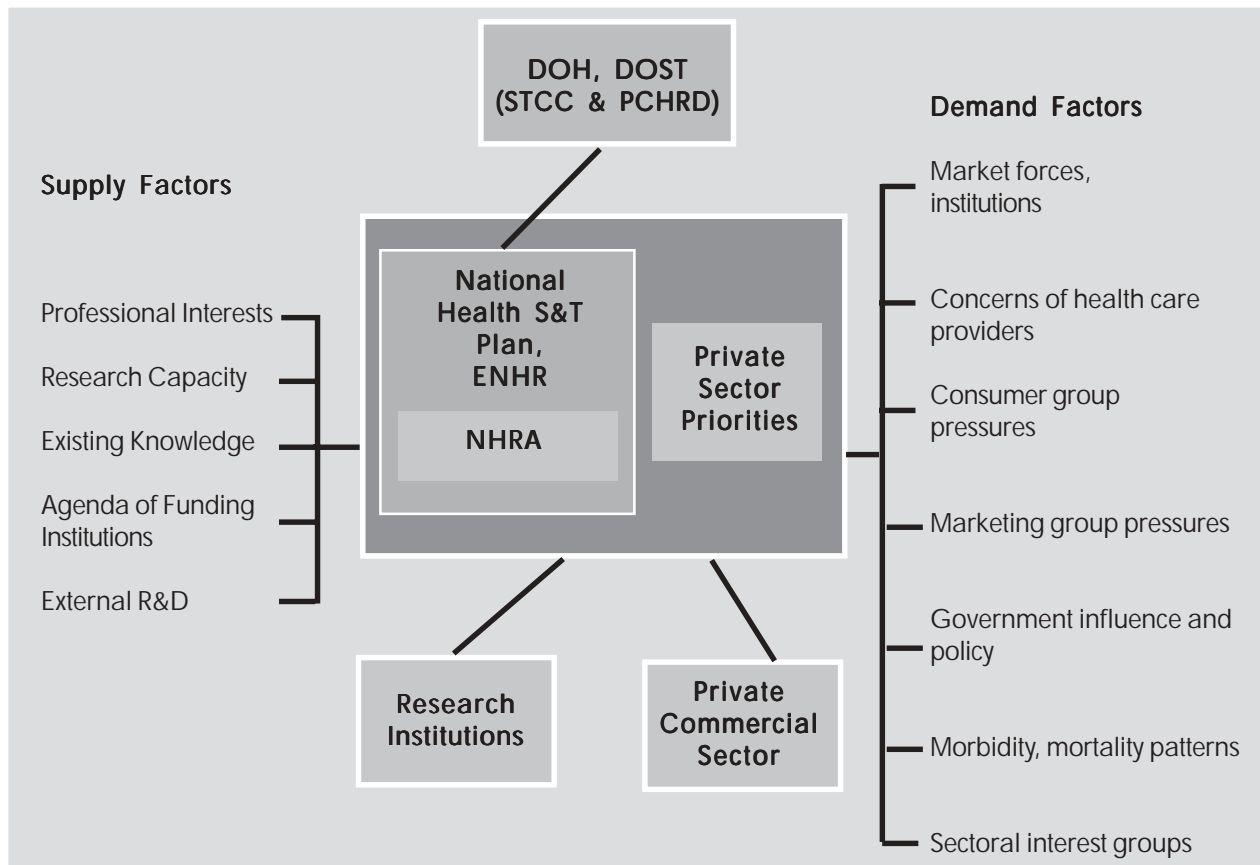 DOH, DOST
(STCC & PCHRD)
Supply Factors
Professional Interests
Research Capacity
Existing Knowledge
Agenda of Funding
Institutions
External R&D
National
Health S&T
Plan,
ENHR
NHRA
Private
Sector
Priorities
Research
Institutions
Private
Commercial
Sector
Demand Factors
Market forces,
institutions
Concerns of health care
providers
Consumer group
pressures
Marketing group pressures
Government influence and
policy
Morbidity, mortality patterns
Sectoral interest groups